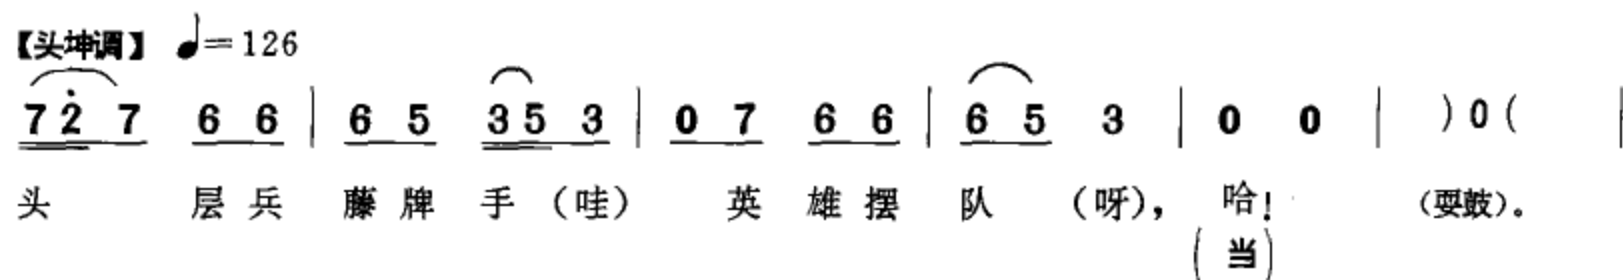 【头坤调】 ♩=126
7 2̇ 7 6 6 | 6 5 3 5 3 | 0 7 6 6 | 6 5 3 | 0 0 | )0( |
头 层 兵 藤 牌 手 (哇) 英 雄 摆 队 (呀), 哈! (耍鼓)。
(当)